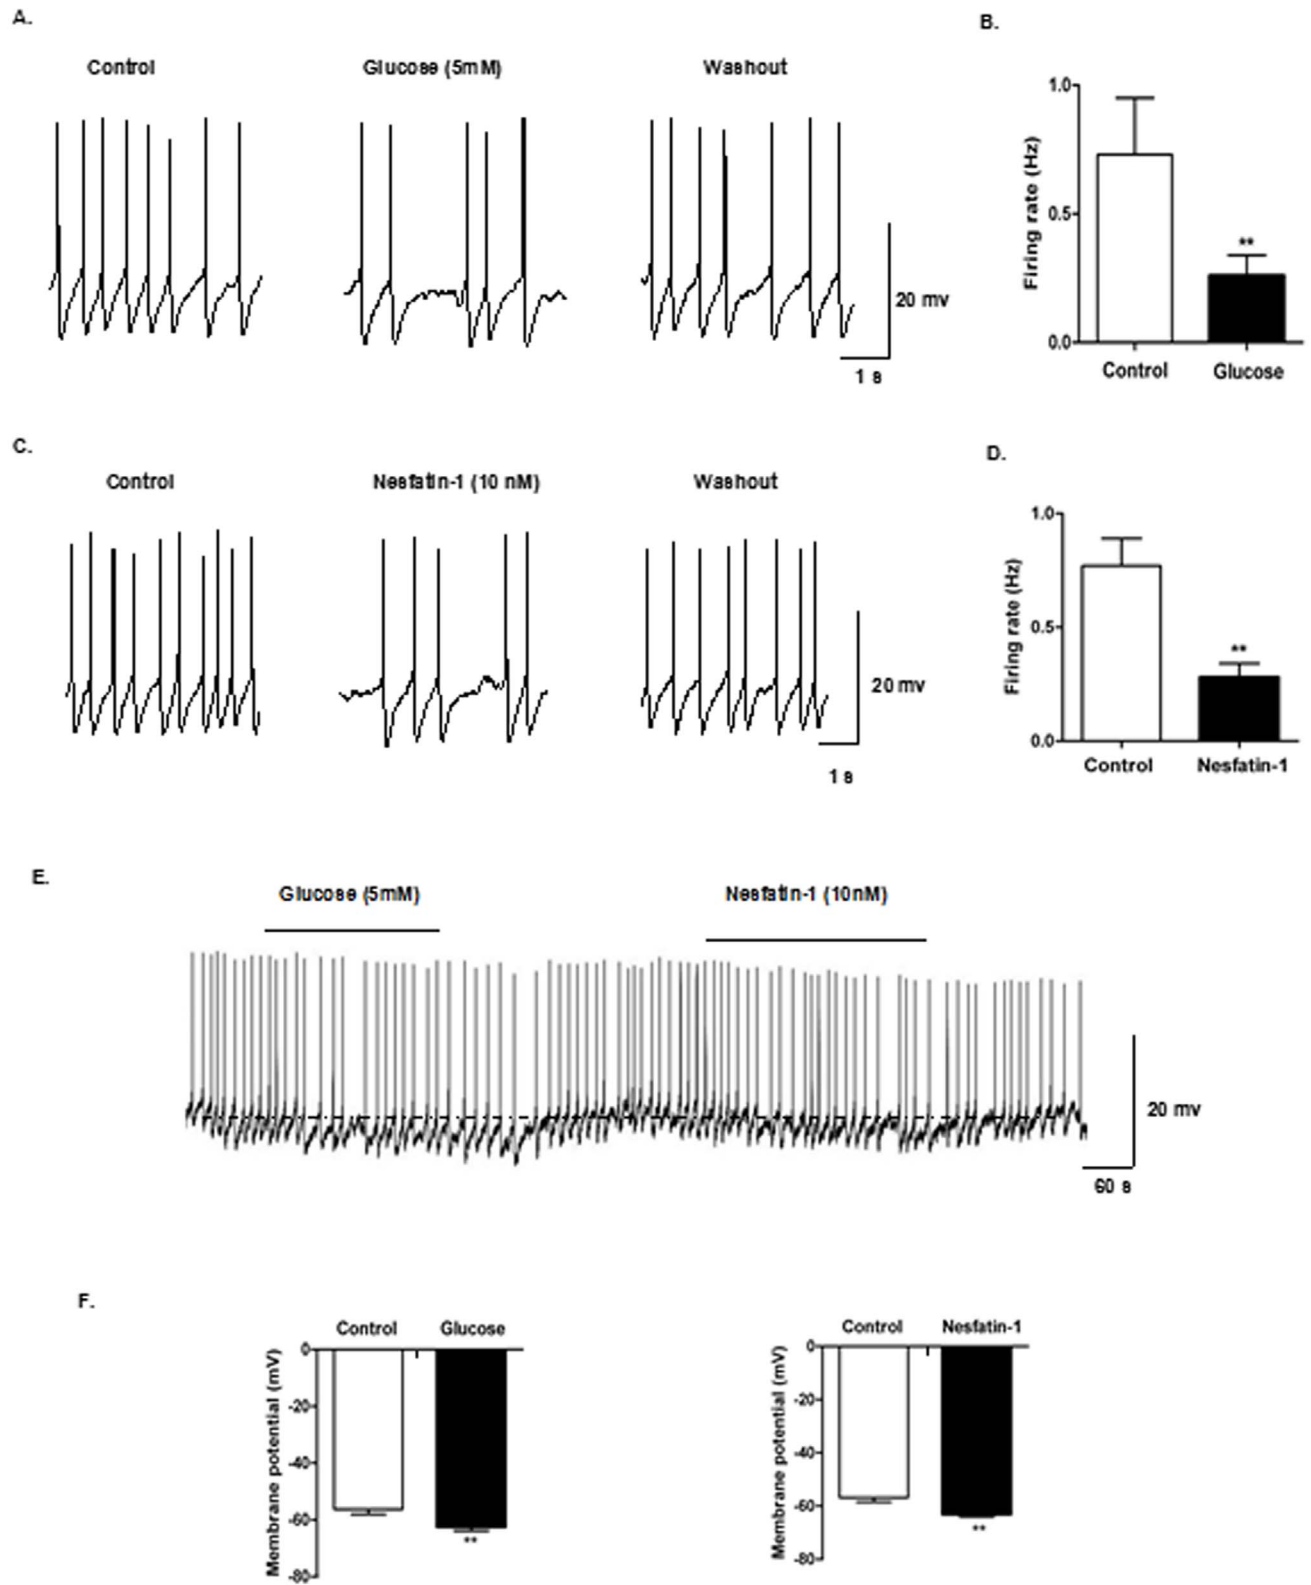 A.
Control Glucose (5mM) Washout
20 mv
1 s
B.
Firing rate (Hz)
1.0
0.5
0.0
**
Control Glucose
C.
Control Nesfatin-1 (10 nM) Washout
20 mv
1 s
D.
Firing rate (Hz)
1.0
0.5
0.0
**
Control Nesfatin-1
E.
Glucose (5mM) Nesfatin-1 (10nM)
20 mv
60 s
F.
Control Glucose
Membrane potential (mV)
0
-20
-40
-60
-80
**
Control Nesfatin-1
Membrane potential (mV)
0
-20
-40
-60
-80
**